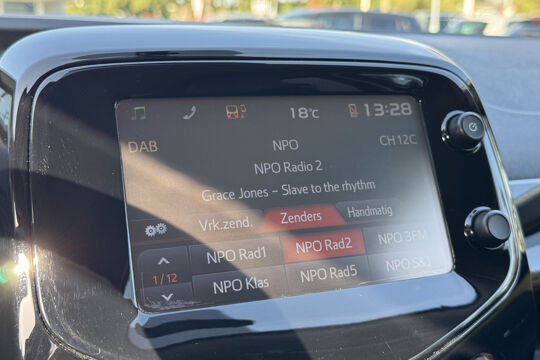 18°C 13:28
DAB NPO CH12C
NPO Radio 2
Grace Jones – Slave to the rhythm
Vrk.zend. Zenders Handmatig
NPO Rad1 NPO Rad2 NPO 3FM
1/12
NPO Klas NPO Rad5 NPO S&J